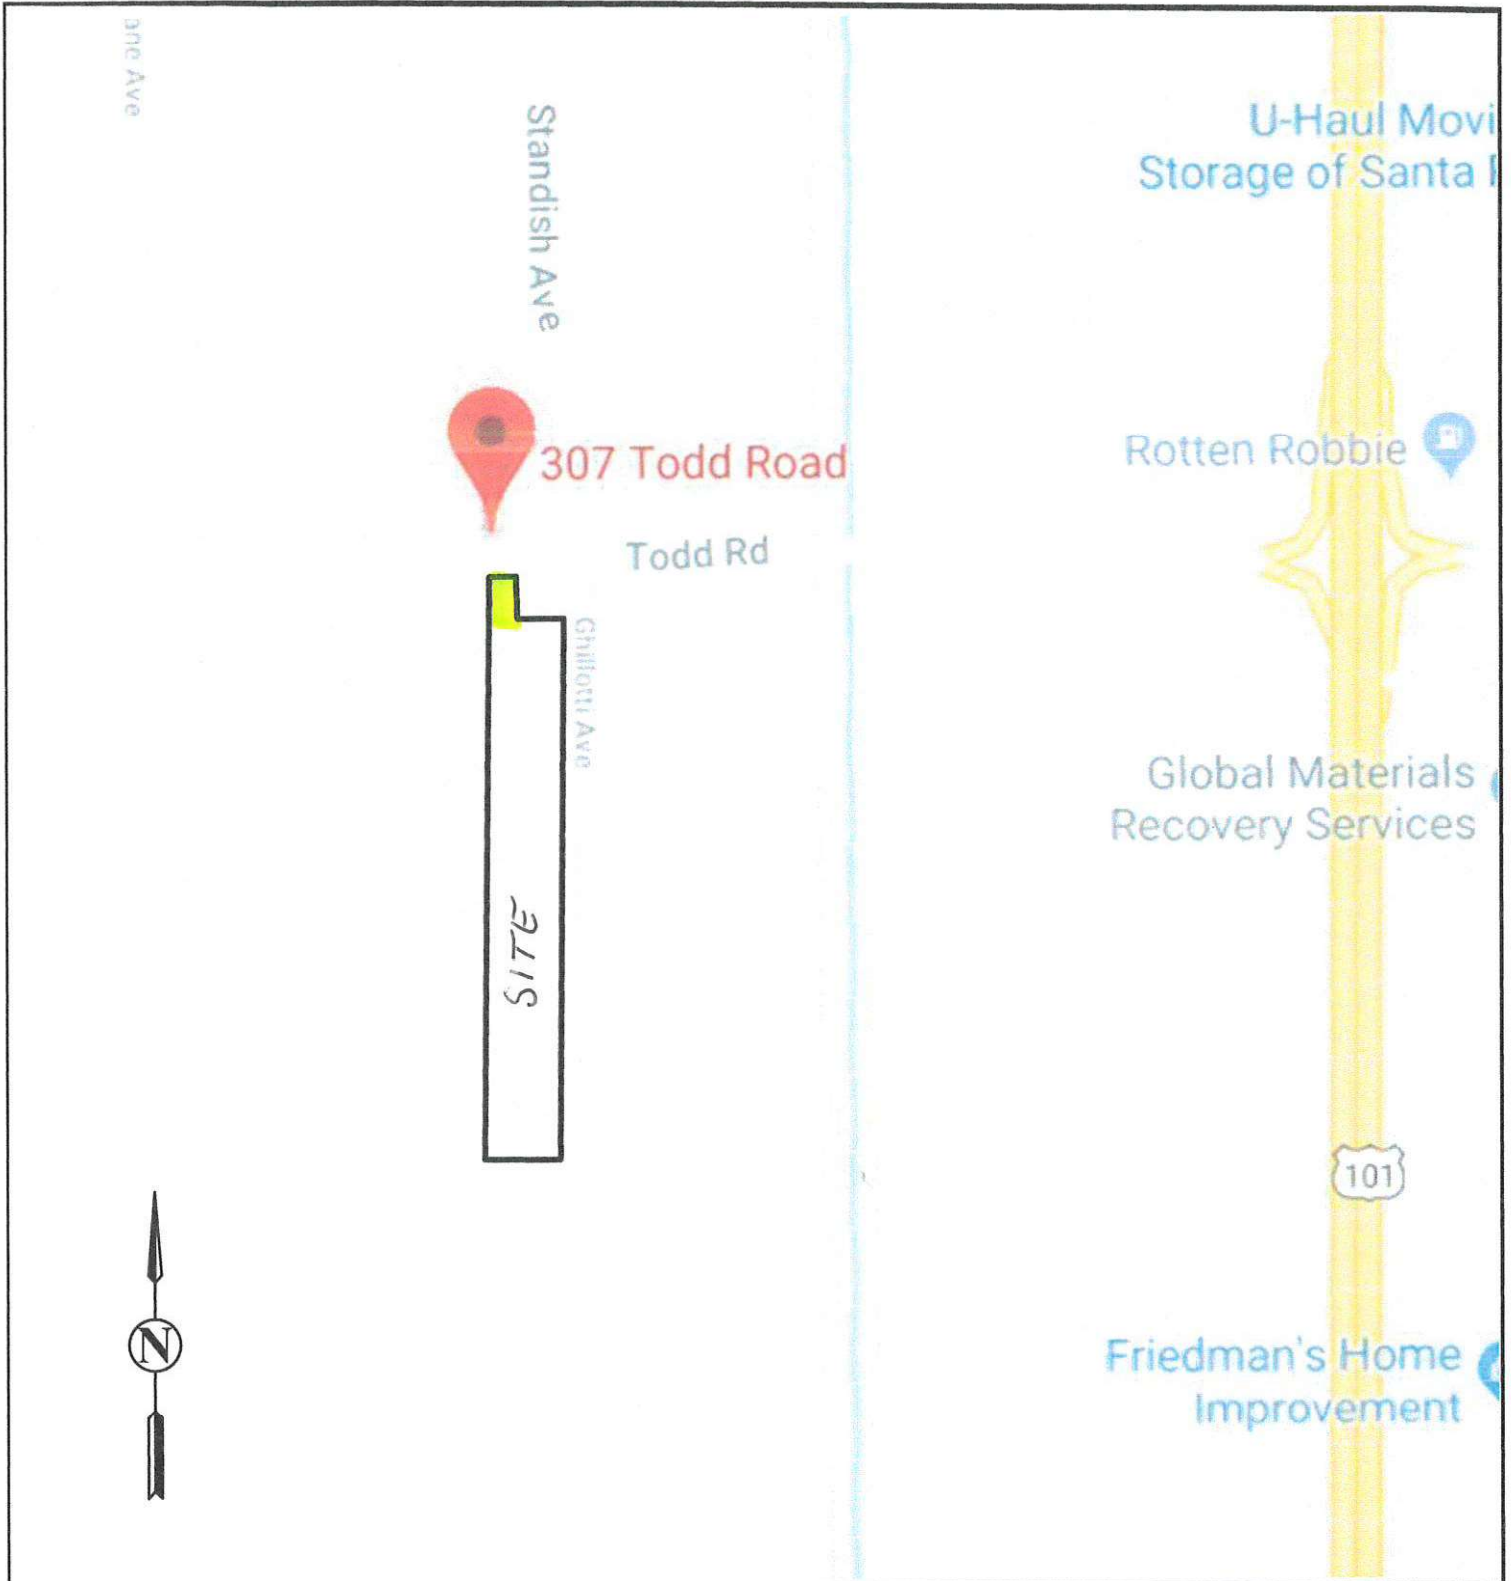 Standish Ave
U-Haul Movi
Storage of Santa
307 Todd Road
Rotten Robbie
Todd Rd
Ghilotti Ave
Global Materials
Recovery Services
SITE
101
N
Friedman's Home
Improvement